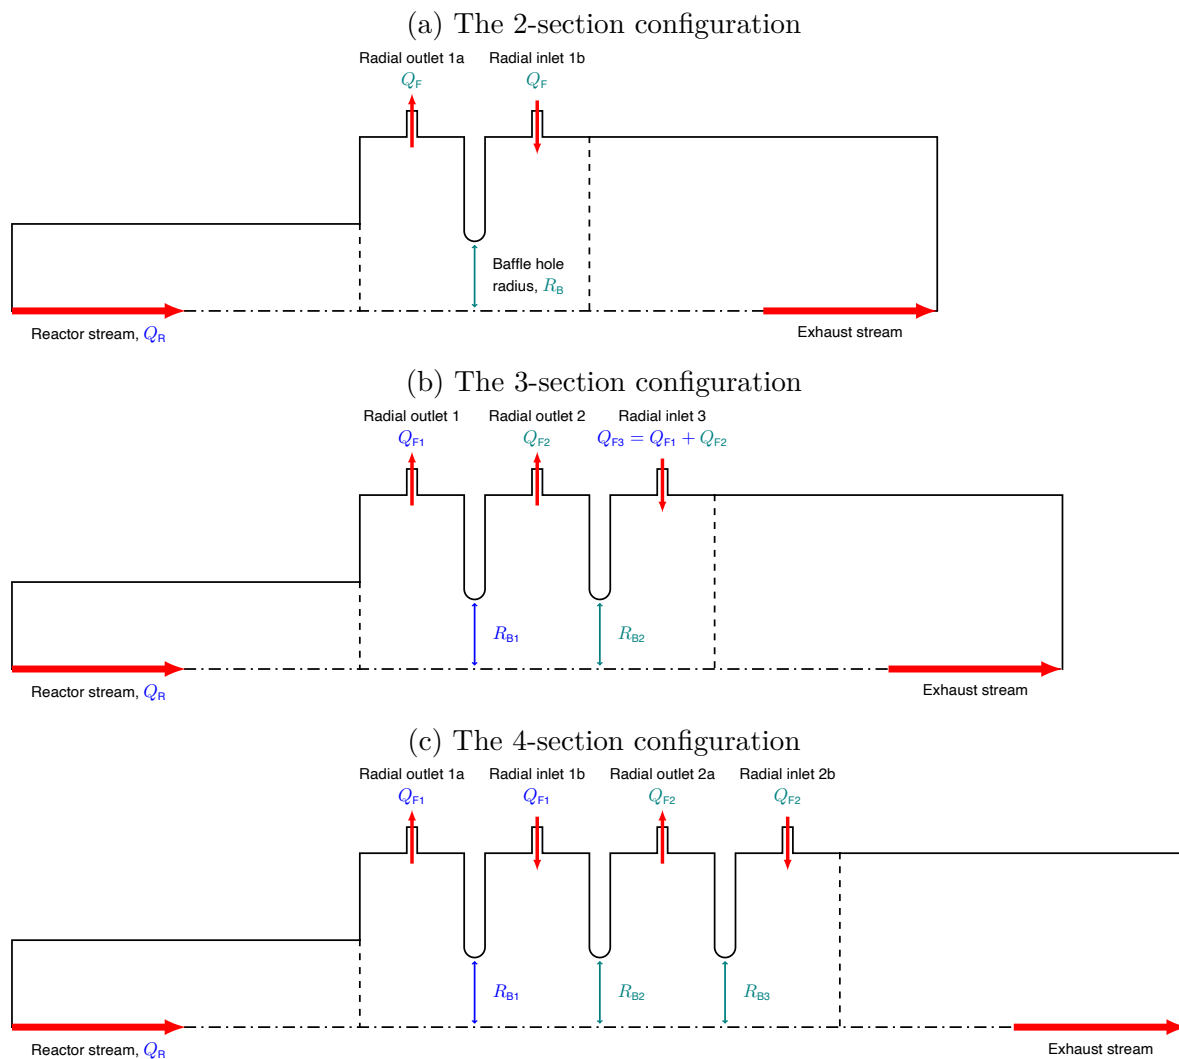 (a) The 2-section configuration
Radial outlet 1a Radial inlet 1b
Q_F Q_F
Baffle hole
radius, R_B
Reactor stream, Q_R Exhaust stream
(b) The 3-section configuration
Radial outlet 1 Radial outlet 2 Radial inlet 3
Q_F1 Q_F2 Q_F3 = Q_F1 + Q_F2
R_B1 R_B2
Reactor stream, Q_R Exhaust stream
(c) The 4-section configuration
Radial outlet 1a Radial inlet 1b Radial outlet 2a Radial inlet 2b
Q_F1 Q_F1 Q_F2 Q_F2
R_B1 R_B2 R_B3
Reactor stream, Q_R Exhaust stream